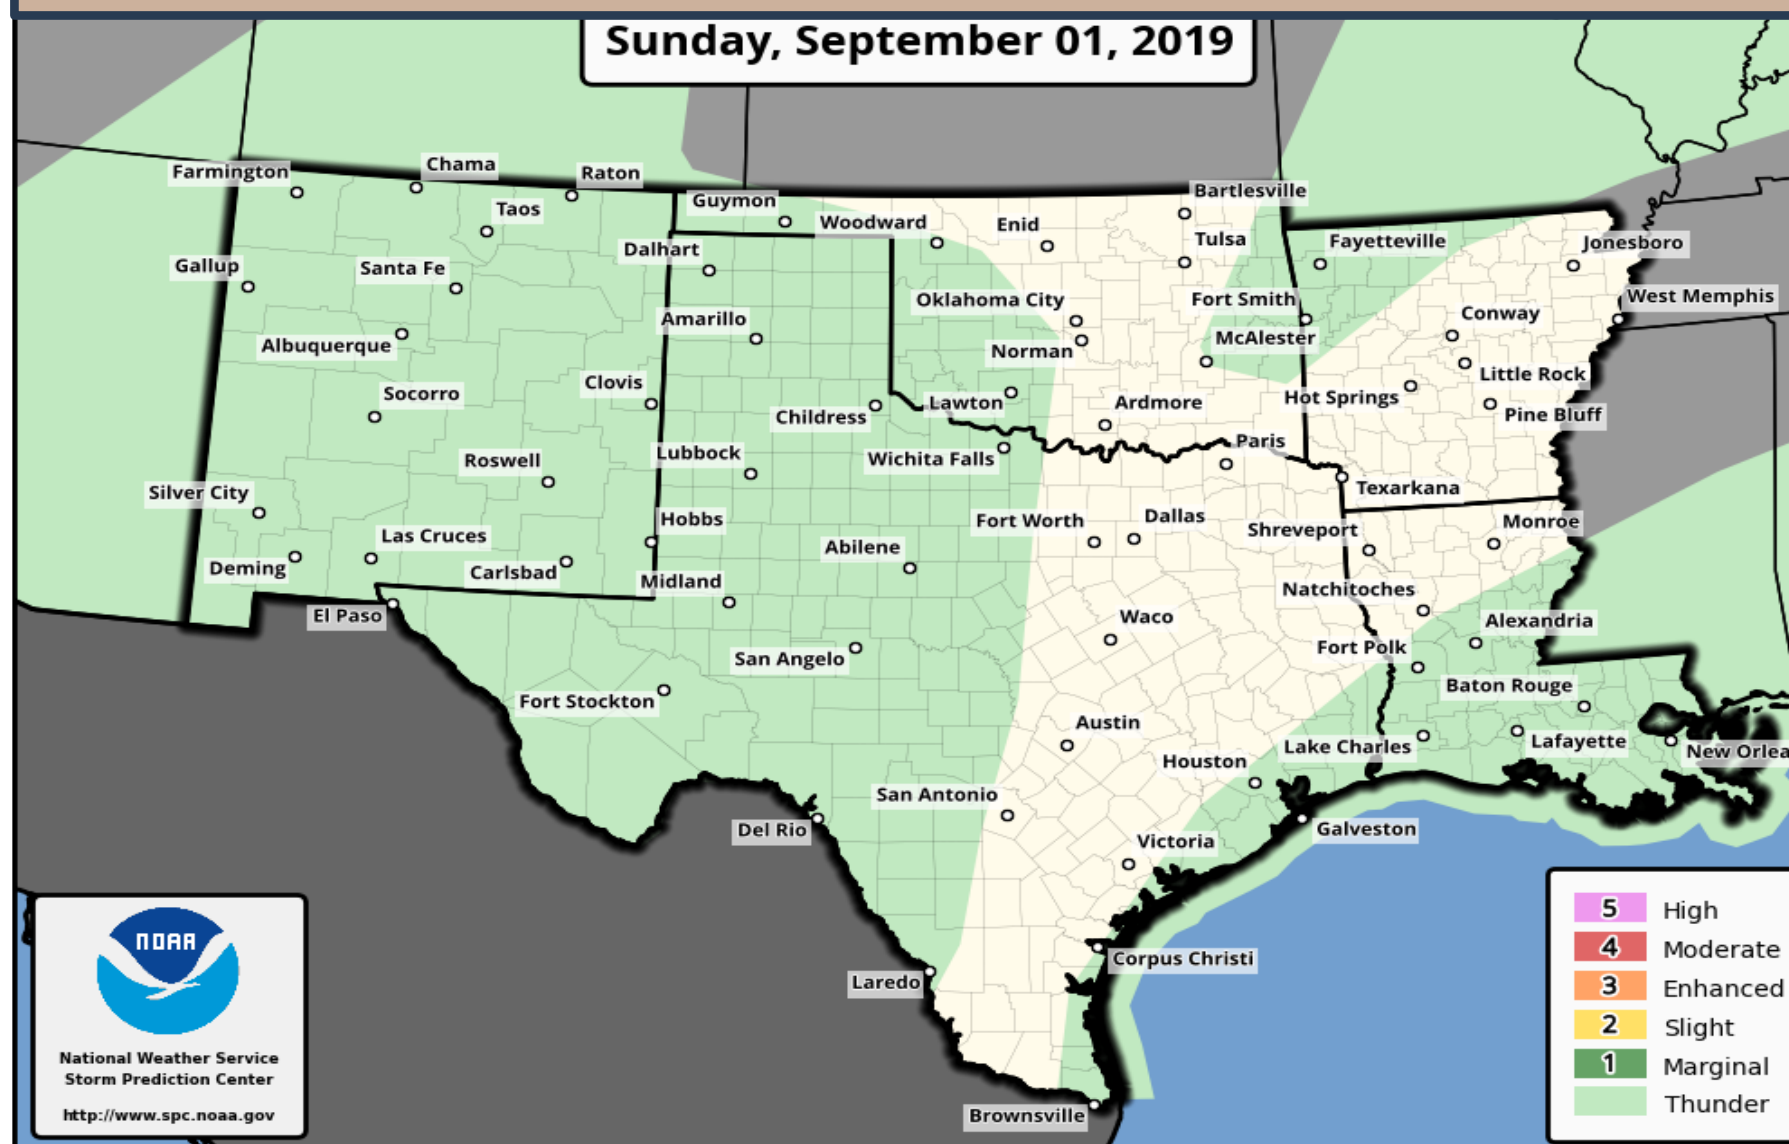 Sunday, September 01, 2019
Farmington
Chama
Raton
Taos
Guymon
Woodward
Enid
Bartlesville
Tulsa
Fayetteville
Jonesboro
Gallup
Santa Fe
Dalhart
Oklahoma City
Fort Smith
Conway
West Memphis
Albuquerque
Amarillo
Norman
McAlester
Little Rock
Socorro
Clovis
Childress
Lawton
Ardmore
Hot Springs
Pine Bluff
Roswell
Lubbock
Wichita Falls
Paris
Texarkana
Silver City
Las Cruces
Hobbs
Fort Worth
Dallas
Shreveport
Monroe
Deming
Carlsbad
Midland
Abilene
Natchitoches
El Paso
Waco
Alexandria
San Angelo
Fort Polk
Fort Stockton
Baton Rouge
Austin
Houston
Lake Charles
Lafayette
New Orlea
San Antonio
Del Rio
Victoria
Galveston
Laredo
Corpus Christi
Brownsville
NOAA
National Weather Service
Storm Prediction Center
http://www.spc.noaa.gov
5 High
4 Moderate
3 Enhanced
2 Slight
1 Marginal
Thunder